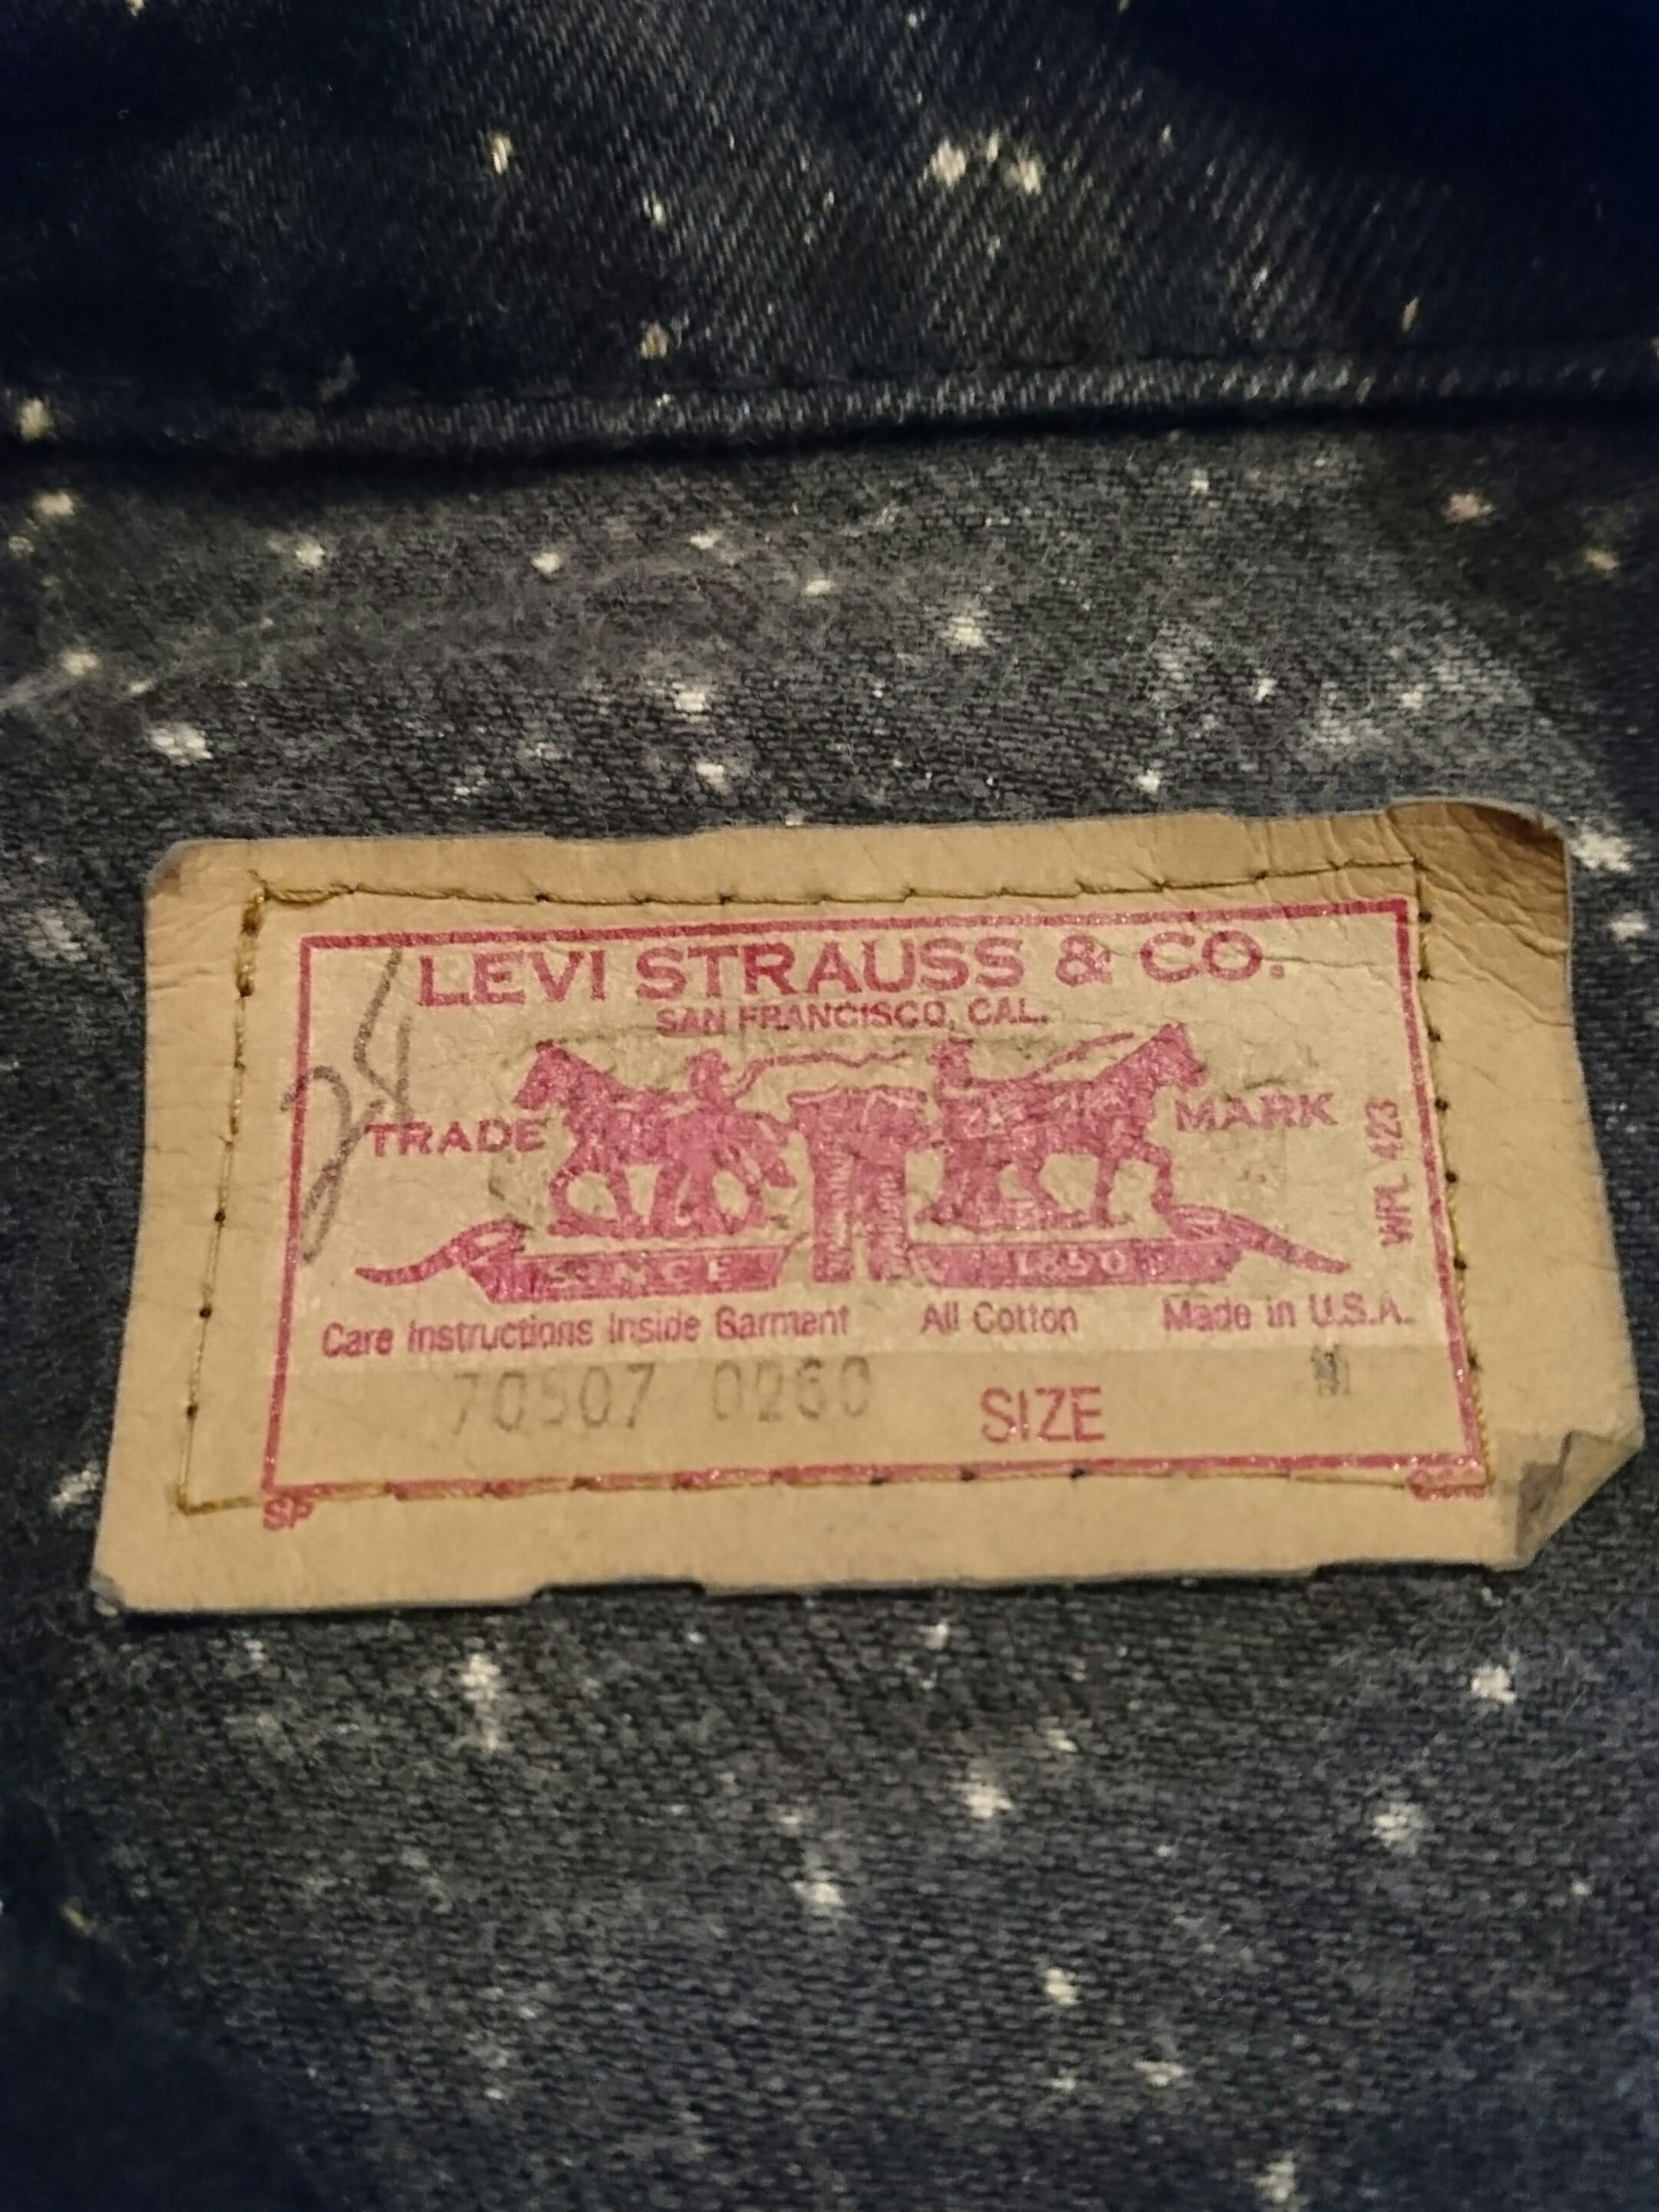 LEVI STRAUSS & CO.
SAN FRANCISCO, CAL.
28
TRADE MARK
WPL 423
SINCE 1850
Care Instructions Inside Garment All Cotton Made in U.S.A.
70507 0260 SIZE M
SP